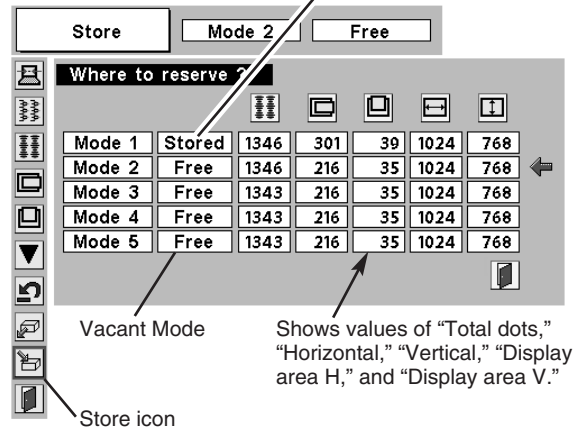 Store Mode 2 Free
Where to reserve ?
Mode 1 Stored 1346 301 39 1024 768
Mode 2 Free 1346 216 35 1024 768
Mode 3 Free 1343 216 35 1024 768
Mode 4 Free 1343 216 35 1024 768
Mode 5 Free 1343 216 35 1024 768
Vacant Mode
Shows values of “Total dots,”
“Horizontal,” “Vertical,” “Display
area H,” and “Display area V.”
Store icon